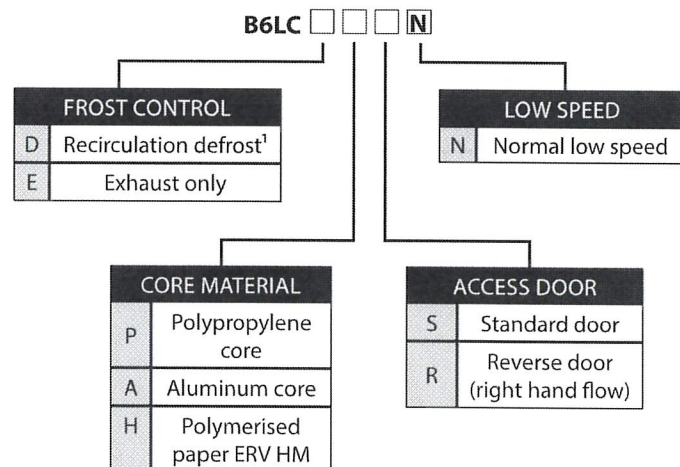 B6LC N
FROST CONTROL
D Recirculation defrost¹
E Exhaust only
LOW SPEED
N Normal low speed
CORE MATERIAL
P Polypropylene
core
A Aluminum core
H Polymerised
paper ERV HM
ACCESS DOOR
S Standard door
R Reverse door
(right hand flow)